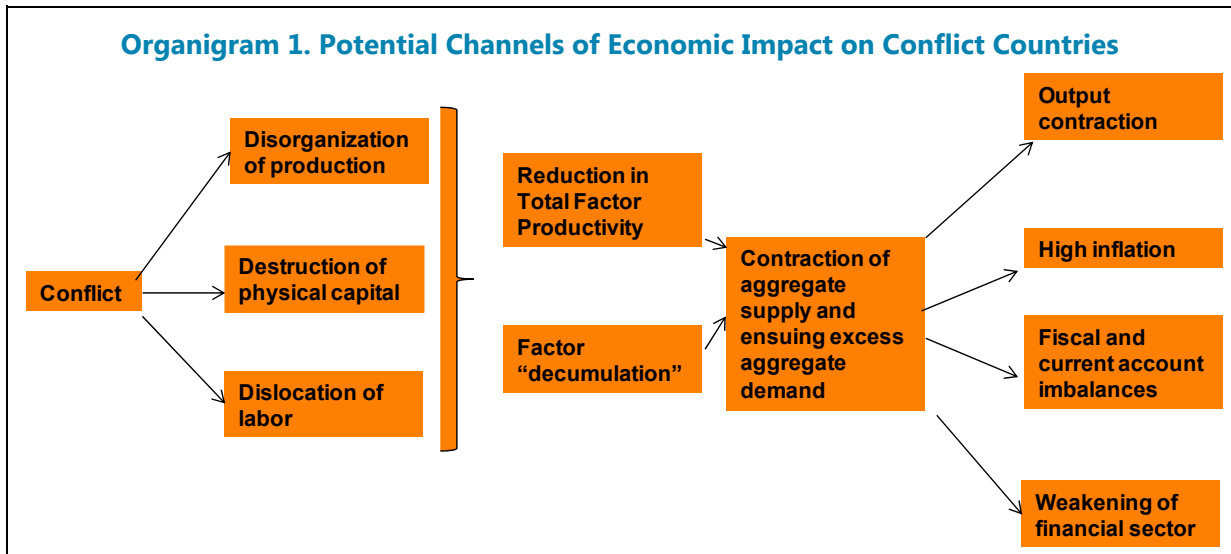 Organigram 1. Potential Channels of Economic Impact on Conflict Countries
Conflict
Disorganization
of production
Destruction of
physical capital
Dislocation of
labor
Reduction in
Total Factor
Productivity
Factor
“decumulation”
Contraction of
aggregate
supply and
ensuing excess
aggregate
demand
Output
contraction
High inflation
Fiscal and
current account
imbalances
Weakening of
financial sector